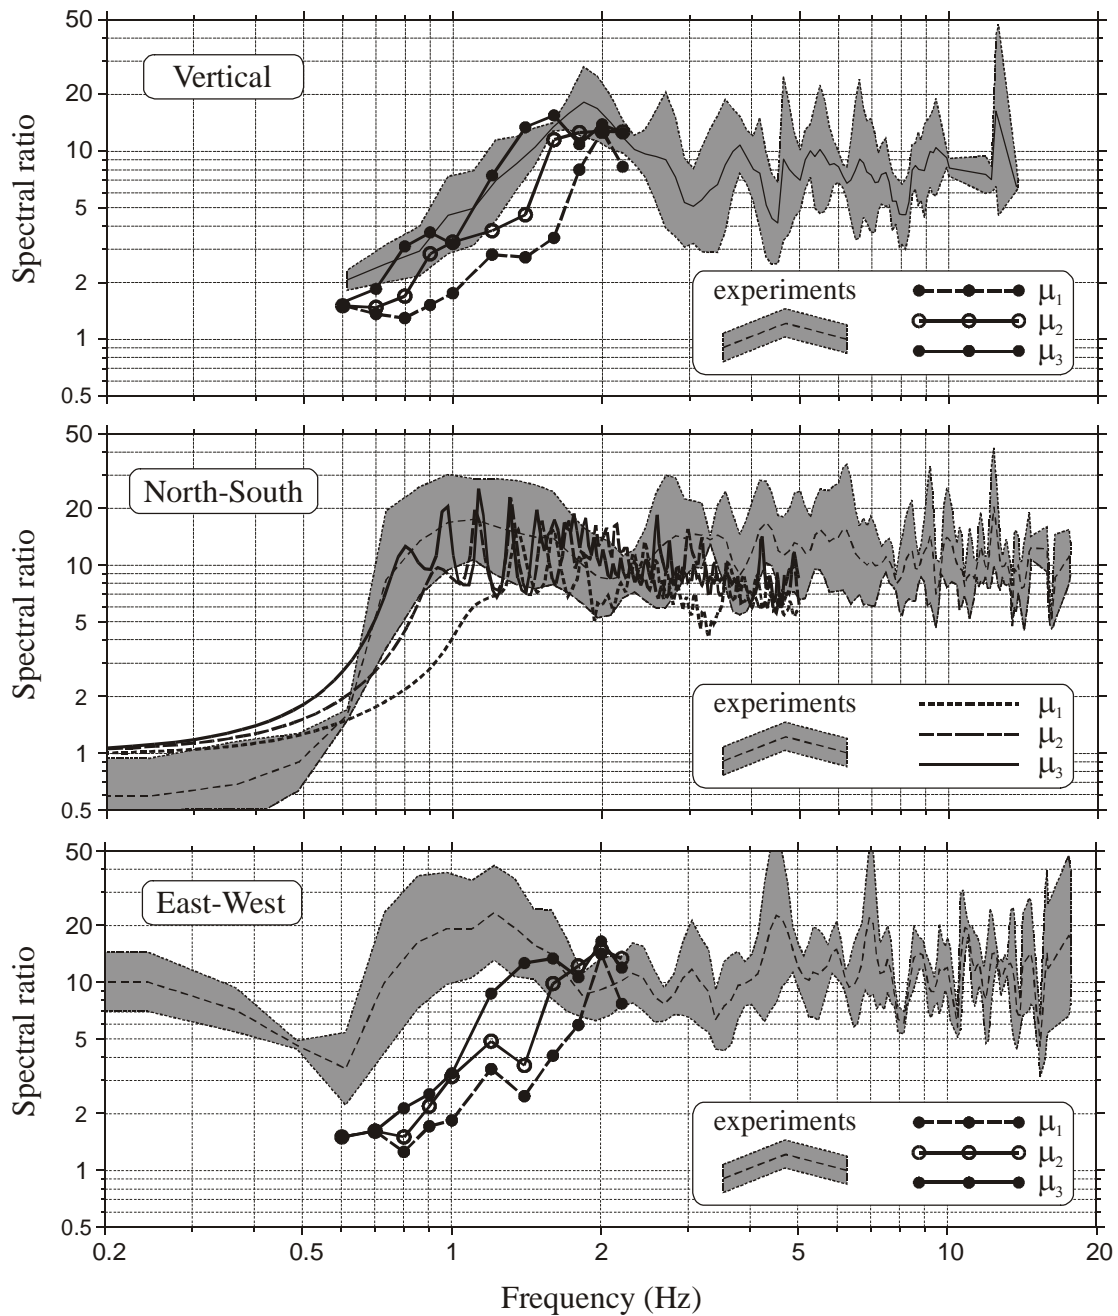 50
20
10
5
2
1
0.5
Spectral ratio
Vertical
experiments
μ1
μ2
μ3
50
20
10
5
2
1
0.5
Spectral ratio
North-South
experiments
μ1
μ2
μ3
50
20
10
5
2
1
0.5
Spectral ratio
East-West
experiments
μ1
μ2
μ3
0.2 0.5 1 2 5 10 20
Frequency (Hz)